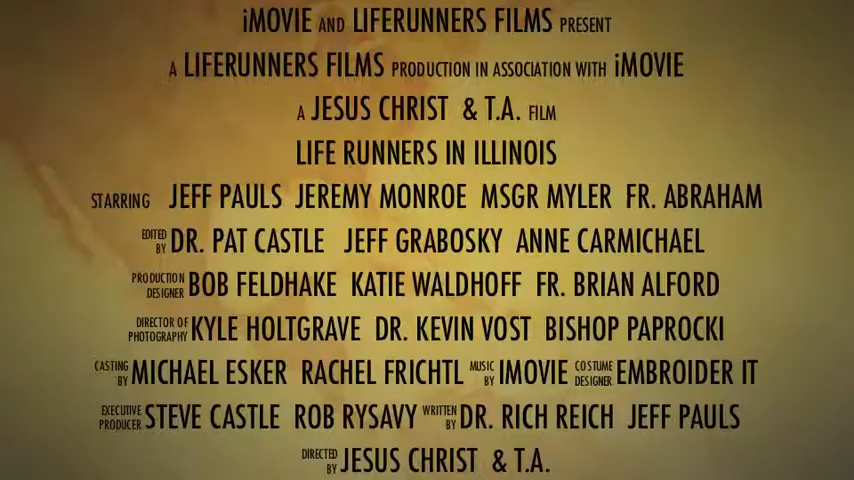 iMOVIE AND LIFERUNNERS FILMS PRESENT
A LIFERUNNERS FILMS PRODUCTION IN ASSOCIATION WITH iMOVIE
A JESUS CHRIST & T.A. FILM
LIFE RUNNERS IN ILLINOIS
STARRING JEFF PAULS JEREMY MONROE MSGR MYLER FR. ABRAHAM
EDITED BY DR. PAT CASTLE JEFF GRABOSKY ANNE CARMICHAEL
PRODUCTION DESIGNER BOB FELDHAKE KATIE WALDHOFF FR. BRIAN ALFORD
DIRECTOR OF PHOTOGRAPHY KYLE HOLTGRAVE DR. KEVIN VOST BISHOP PAPROCKI
CASTING BY MICHAEL ESKER RACHEL FRICHTL MUSIC BY IMOVIE COSTUME DESIGNER EMBROIDER IT
EXECUTIVE PRODUCER STEVE CASTLE ROB RYSAVY WRITTEN BY DR. RICH REICH JEFF PAULS
DIRECTED BY JESUS CHRIST & T.A.